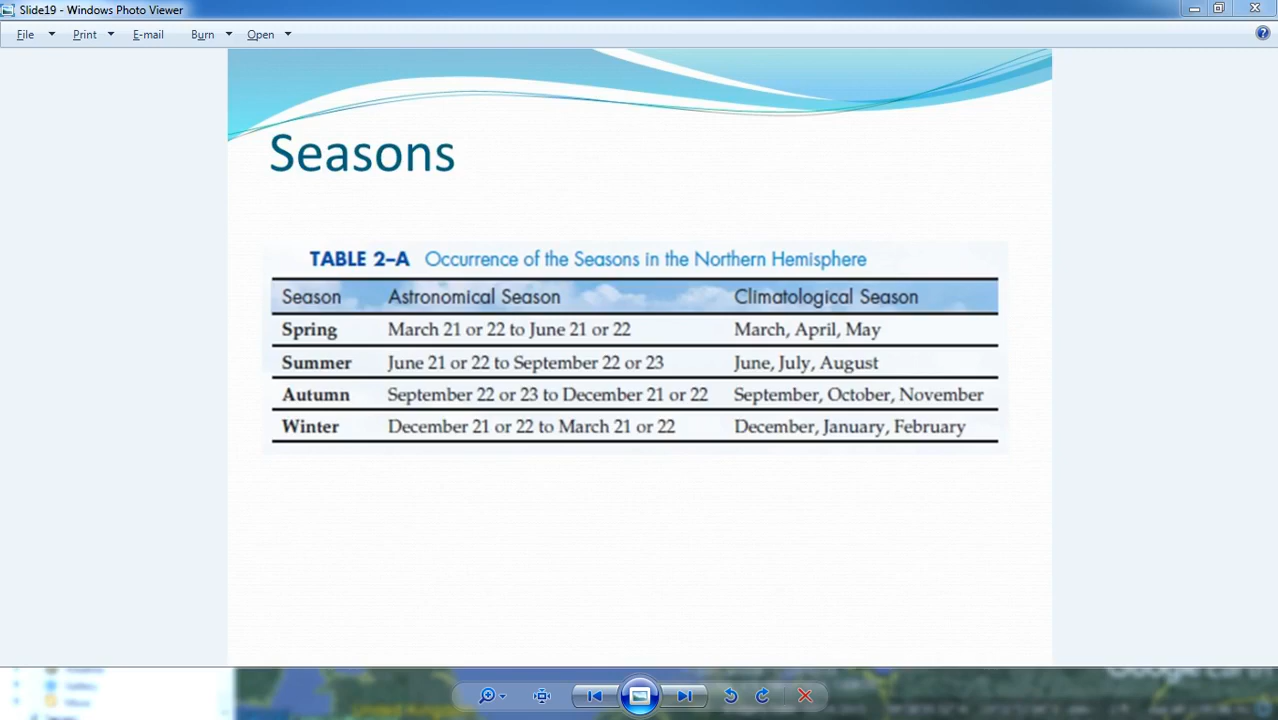 Slide19 - Windows Photo Viewer
File Print E-mail Burn Open
Seasons
TABLE 2–A Occurrence of the Seasons in the Northern Hemisphere
Season Astronomical Season Climatological Season
Spring March 21 or 22 to June 21 or 22 March, April, May
Summer June 21 or 22 to September 22 or 23 June, July, August
Autumn September 22 or 23 to December 21 or 22 September, October, November
Winter December 21 or 22 to March 21 or 22 December, January, February